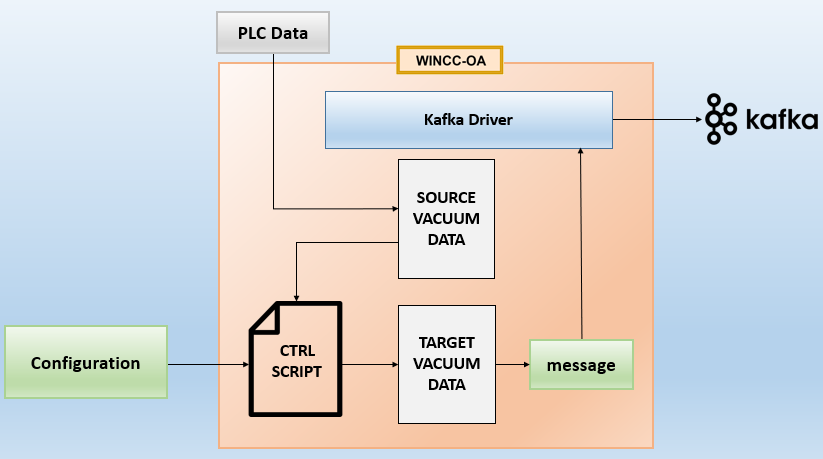 PLC Data
WINCC-OA
Kafka Driver
kafka
SOURCE
VACUUM
DATA
Configuration
CTRL
SCRIPT
TARGET
VACUUM
DATA
message